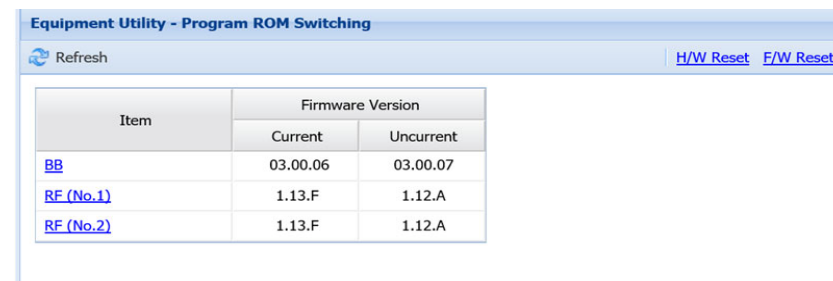 Equipment Utility - Program ROM Switching
Refresh H/W Reset F/W Reset
Item Firmware Version
Current Uncurrent
BB 03.00.06 03.00.07
RF (No.1) 1.13.F 1.12.A
RF (No.2) 1.13.F 1.12.A